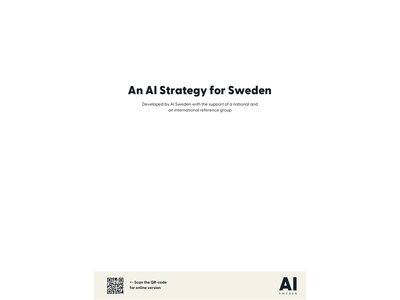 An AI Strategy for Sweden
Developed by AI Sweden with the support of a national and
an international reference group
← Scan the QR-code
for online version
AI
SWEDEN